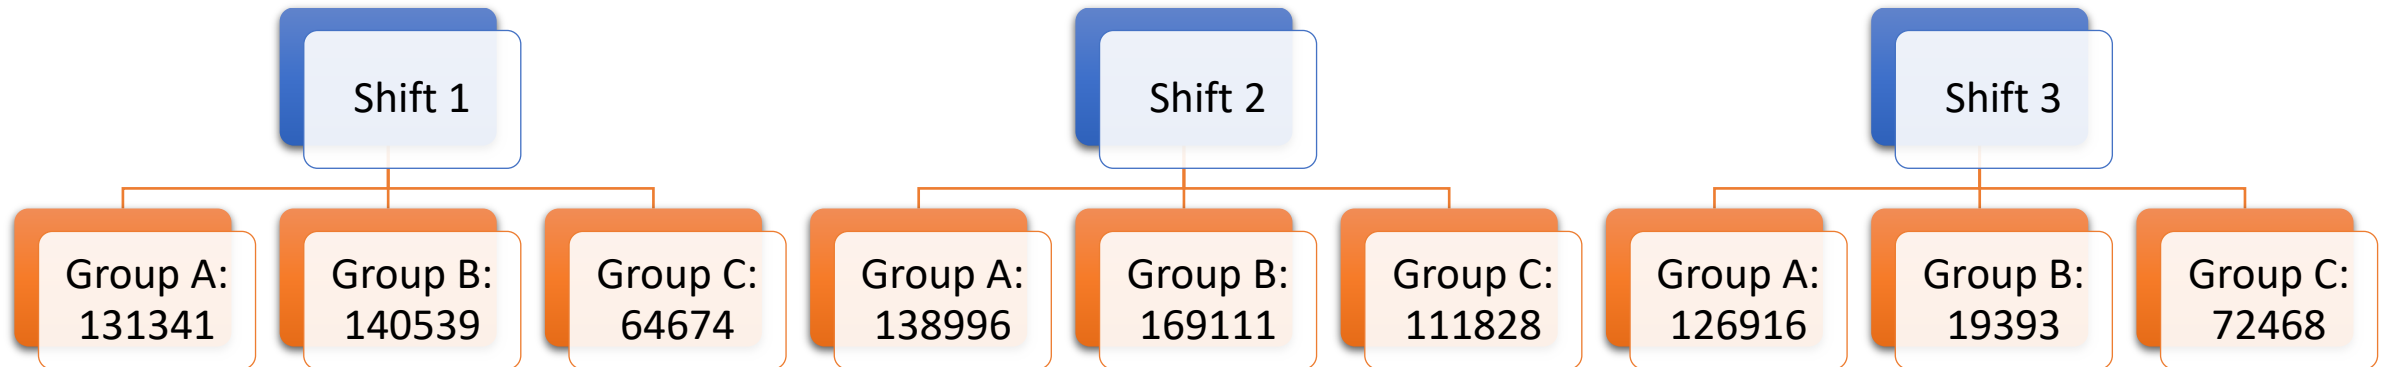 Shift 1
Shift 2
Shift 3
Group A:
131341
Group B:
140539
Group C:
64674
Group A:
138996
Group B:
169111
Group C:
111828
Group A:
126916
Group B:
19393
Group C:
72468